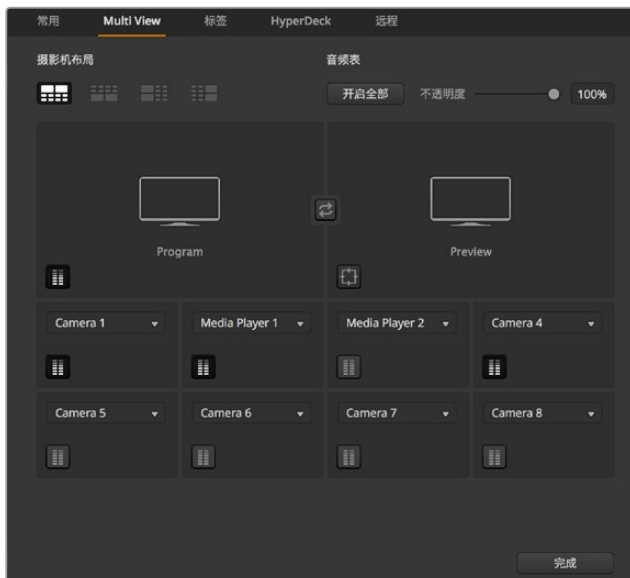 常用 Multi View 标签 HyperDeck 远程
摄影机布局 音频表
开启全部 不透明度 100%
Program Preview
Camera 1 Media Player 1 Media Player 2 Camera 4
Camera 5 Camera 6 Camera 7 Camera 8
完成